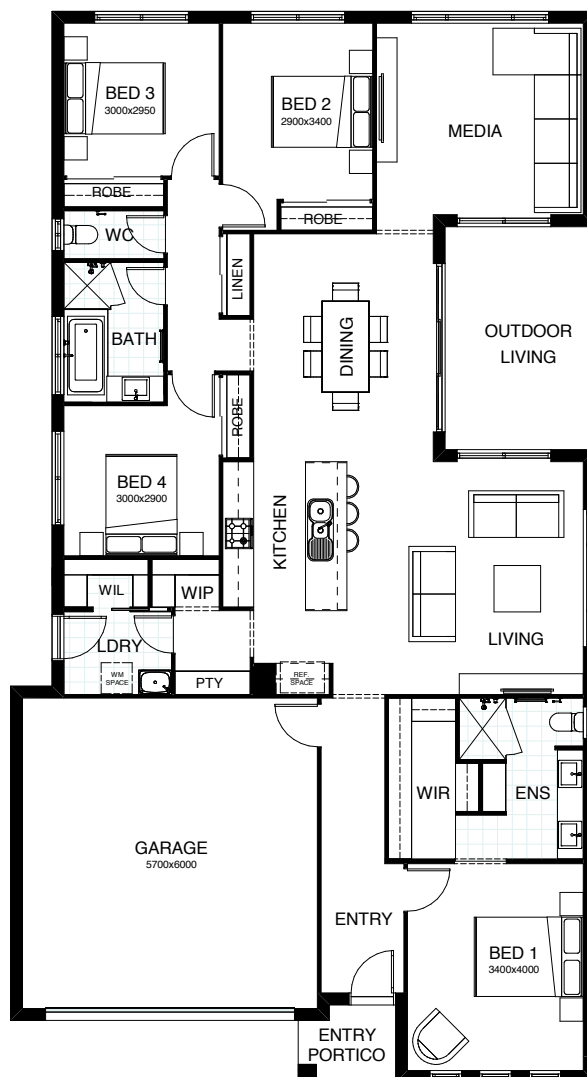 BED 3
3000x2950
BED 2
2900x3400
MEDIA
ROBE
ROBE
WC
LINEN
BATH
DINING
OUTDOOR
LIVING
ROBE
BED 4
3000x2900
KITCHEN
WIL
WIP
LDRY
LIVING
WM
SPACE
PTY
REF.
SPACE
WIR
ENS
GARAGE
5700x6000
ENTRY
BED 1
3400x4000
ENTRY
PORTICO